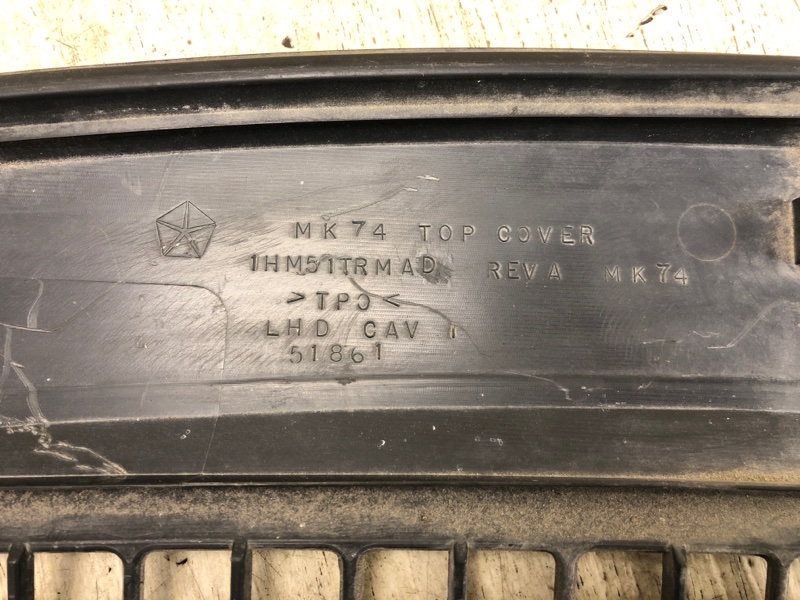 MK74 TOP COVER
1HM51TRMAD REV A MK74
>TPO<
LHD CAV 1
51861